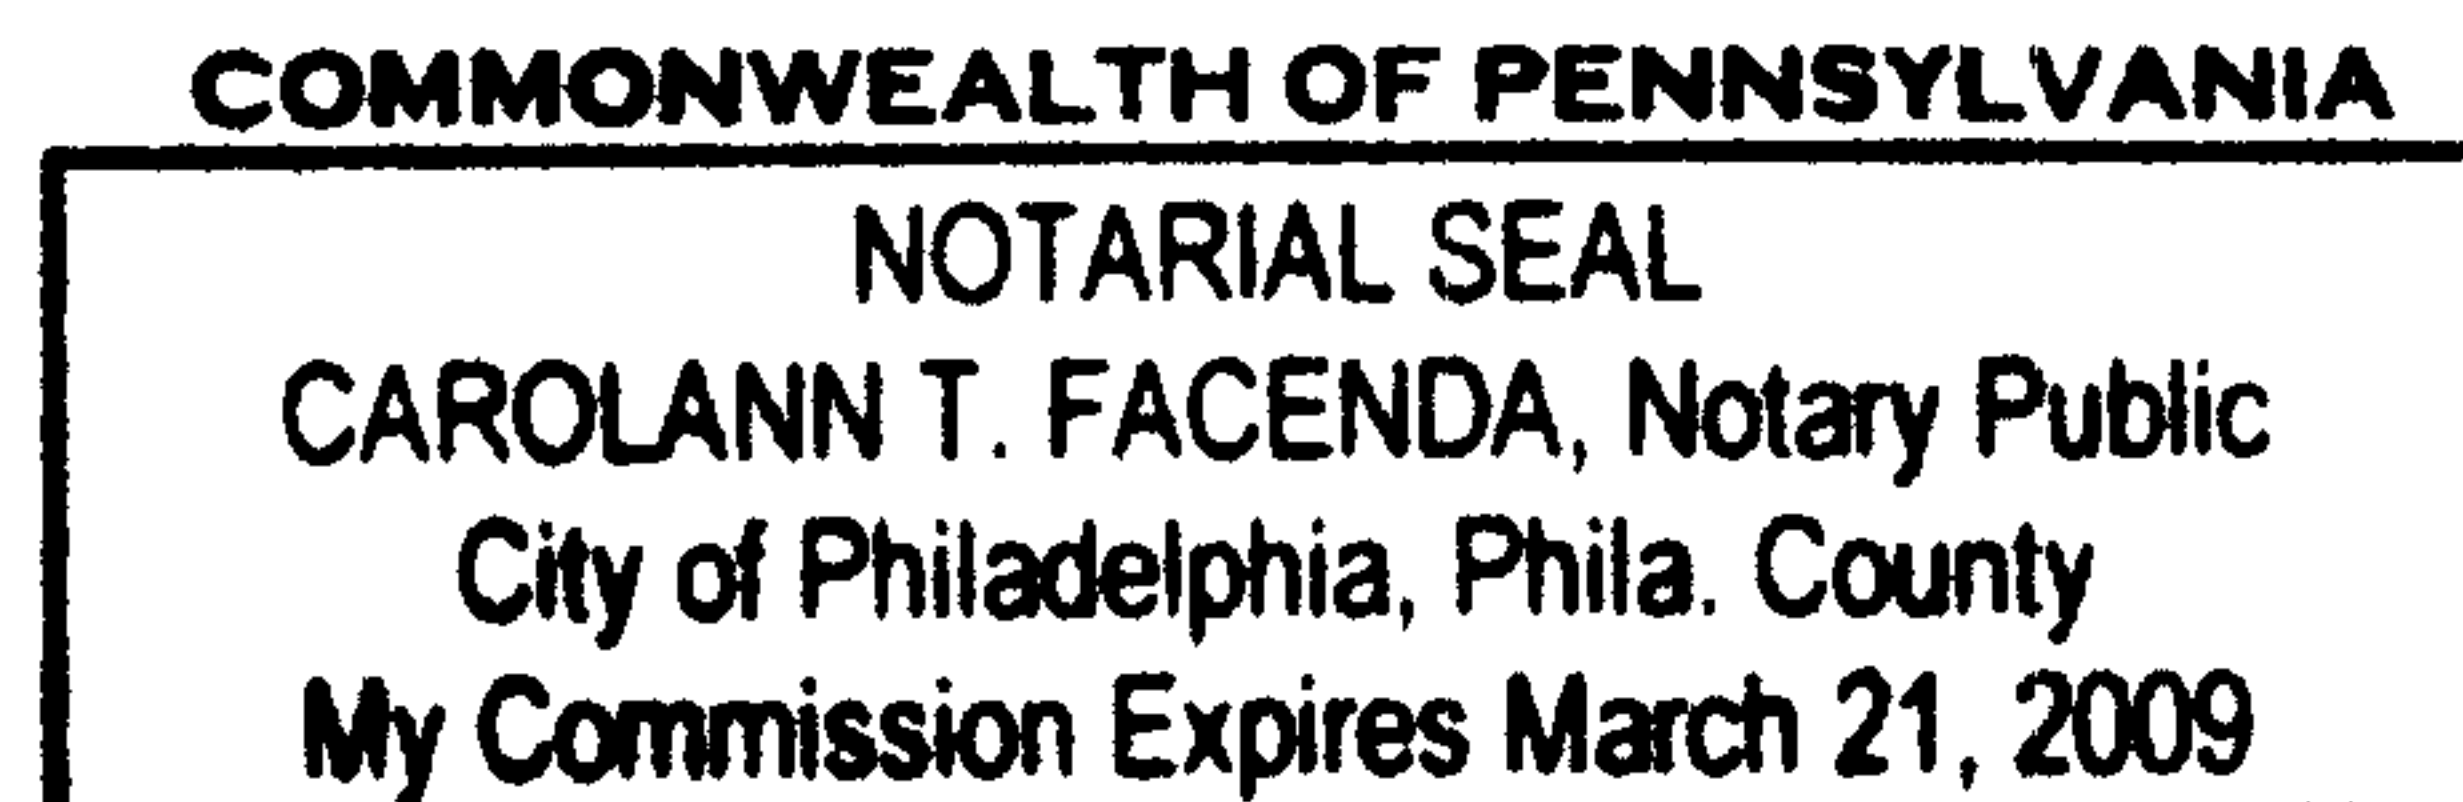 COMMONWEALTH OF PENNSYLVANIA
NOTARIAL SEAL
CAROLANN T. FACENDA, Notary Public
City of Philadelphia, Phila. County
My Commission Expires March 21, 2009